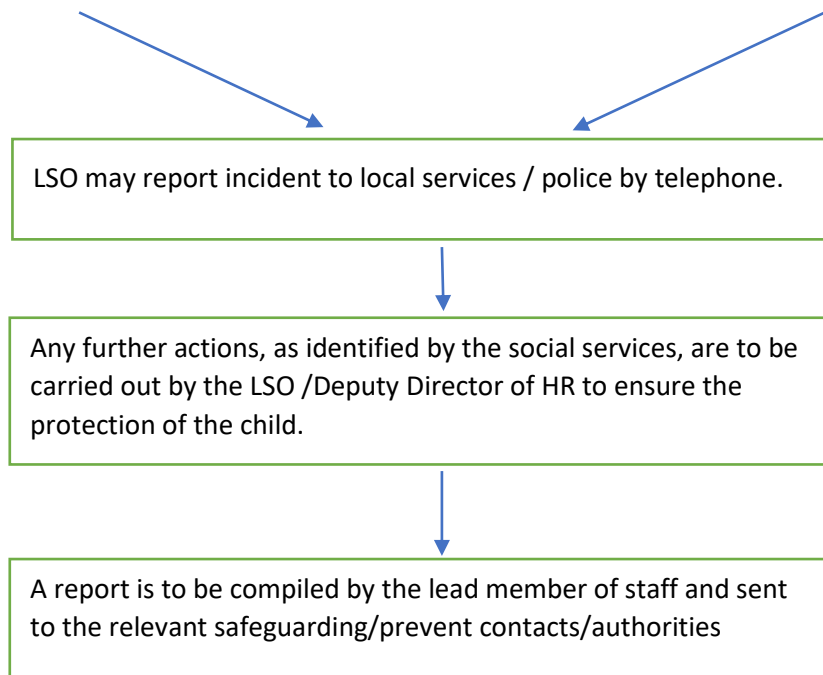 LSO may report incident to local services / police by telephone.
Any further actions, as identified by the social services, are to be
carried out by the LSO /Deputy Director of HR to ensure the
protection of the child.
A report is to be compiled by the lead member of staff and sent
to the relevant safeguarding/prevent contacts/authorities